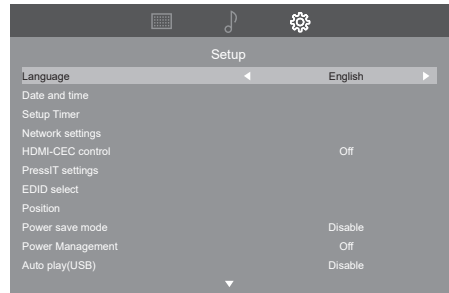 Setup
Language English
Date and time
Setup Timer
Network settings
HDMI-CEC control Off
PressIT settings
EDID select
Position
Power save mode Disable
Power Management Off
Auto play(USB) Disable